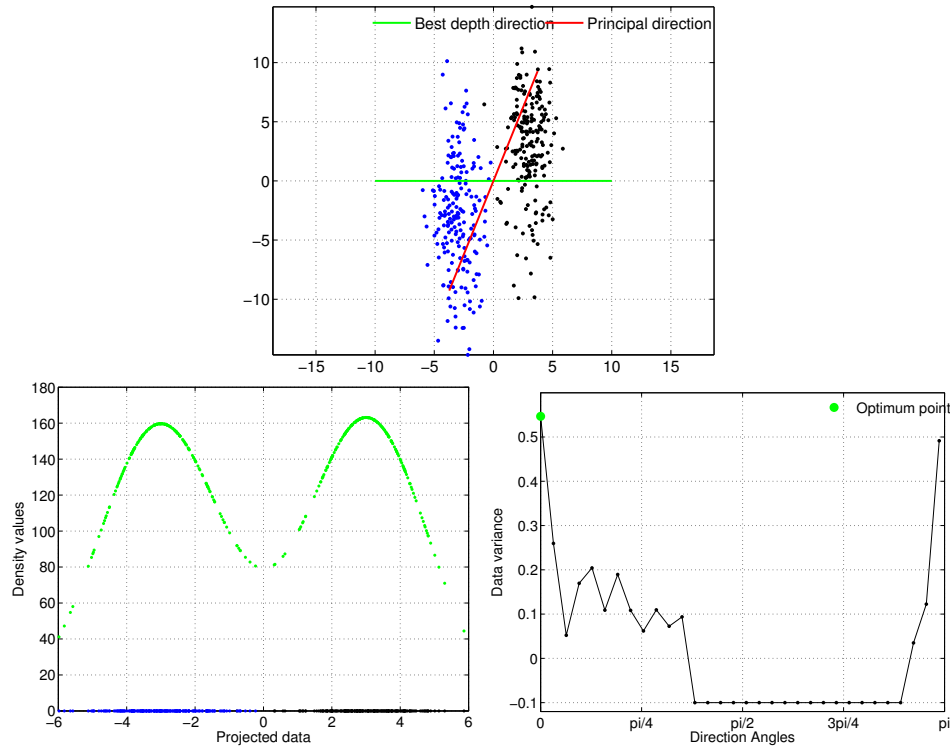 Best depth direction Principal direction
10
5
0
−5
−10
−15 −10 −5 0 5 10 15
180
160
140
120
100
80
60
40
20
0
Density values
−6 −4 −2 0 2 4 6
Projected data
Optimum point
0.5
0.4
0.3
0.2
0.1
0
−0.1
Data variance
0 pi/4 pi/2 3pi/4 pi
Direction Angles